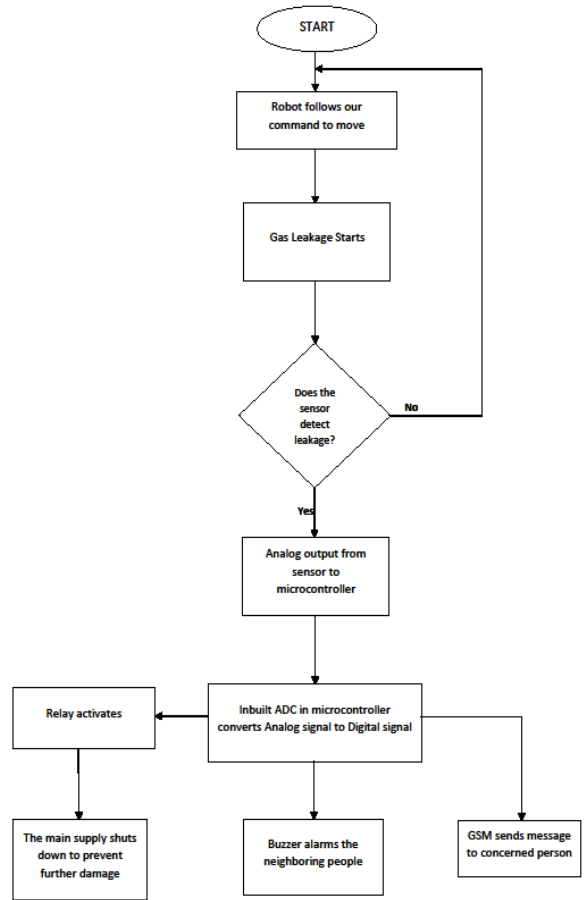 START
Robot follows our
command to move
Gas Leakage Starts
Does the
sensor
detect
leakage?
No
Yes
Analog output from
sensor to
microcontroller
Inbuilt ADC in microcontroller
converts Analog signal to Digital signal
Relay activates
The main supply shuts
down to prevent
further damage
Buzzer alarms the
neighboring people
GSM sends message
to concerned person